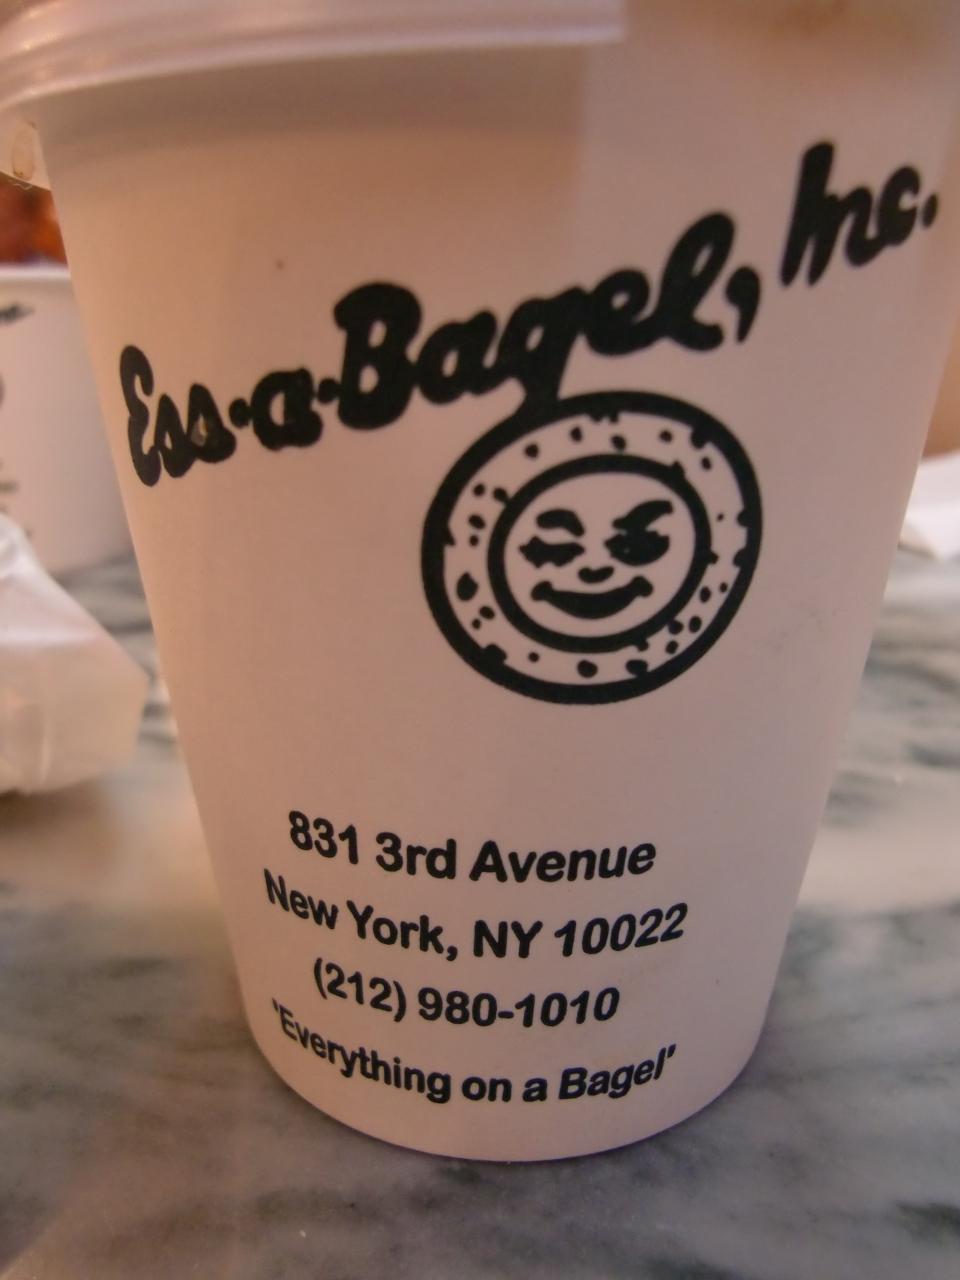 Ess-a-Bagel, Inc.
831 3rd Avenue
New York, NY 10022
(212) 980-1010
"Everything on a Bagel"